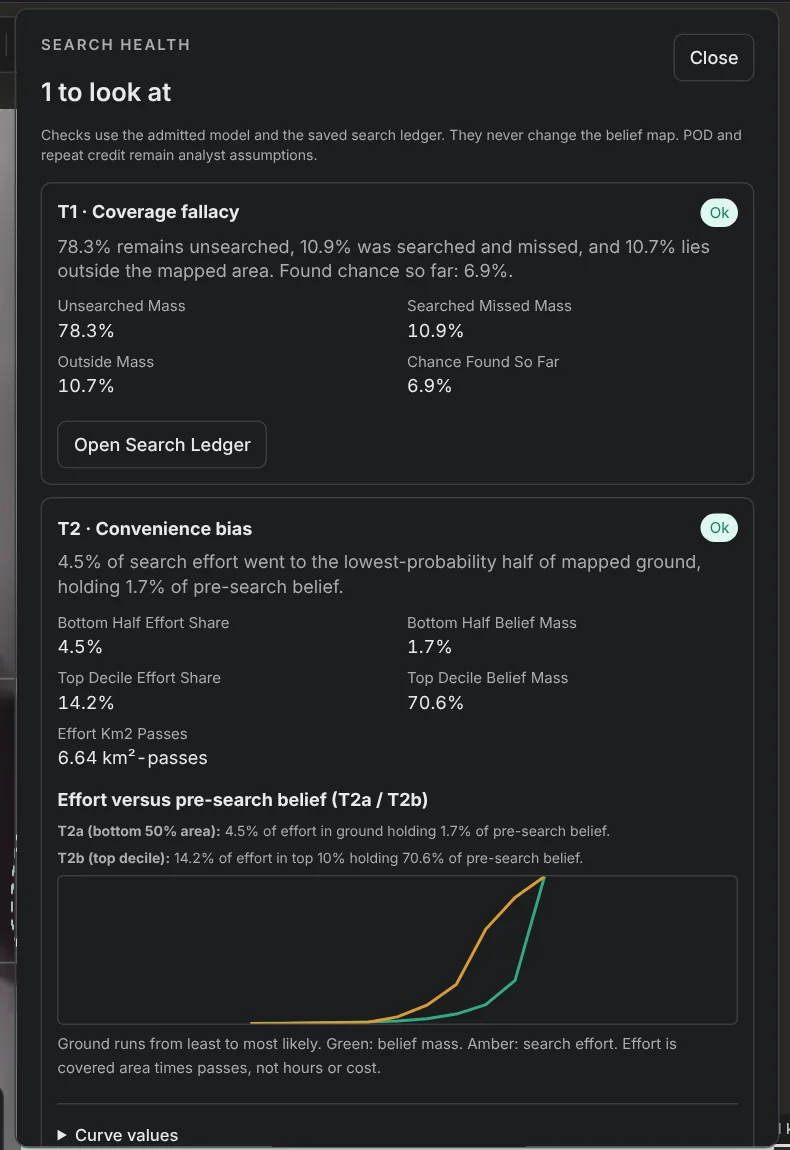 SEARCH HEALTH
Close
1 to look at
Checks use the admitted model and the saved search ledger. They never change the belief map. POD and
repeat credit remain analyst assumptions.
T1 · Coverage fallacy
Ok
78.3% remains unsearched, 10.9% was searched and missed, and 10.7% lies
outside the mapped area. Found chance so far: 6.9%.
Unsearched Mass
Searched Missed Mass
78.3%
10.9%
Outside Mass
Chance Found So Far
10.7%
6.9%
Open Search Ledger
T2 · Convenience bias
Ok
4.5% of search effort went to the lowest-probability half of mapped ground,
holding 1.7% of pre-search belief.
Bottom Half Effort Share
Bottom Half Belief Mass
4.5%
1.7%
Top Decile Effort Share
Top Decile Belief Mass
14.2%
70.6%
Effort Km2 Passes
6.64 km²-passes
Effort versus pre-search belief (T2a / T2b)
T2a (bottom 50% area): 4.5% of effort in ground holding 1.7% of pre-search belief.
T2b (top decile): 14.2% of effort in top 10% holding 70.6% of pre-search belief.
Ground runs from least to most likely. Green: belief mass. Amber: search effort. Effort is
covered area times passes, not hours or cost.
▶ Curve values